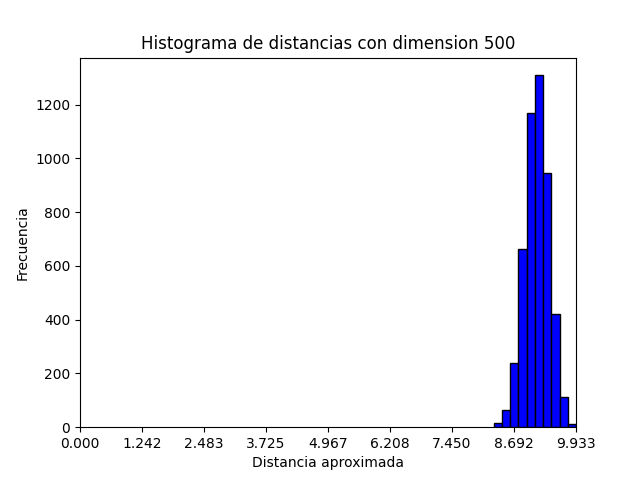 Histograma de distancias con dimension 500
Frecuencia
1200
1000
800
600
400
200
0
0.000 1.242 2.483 3.725 4.967 6.208 7.450 8.692 9.933
Distancia aproximada